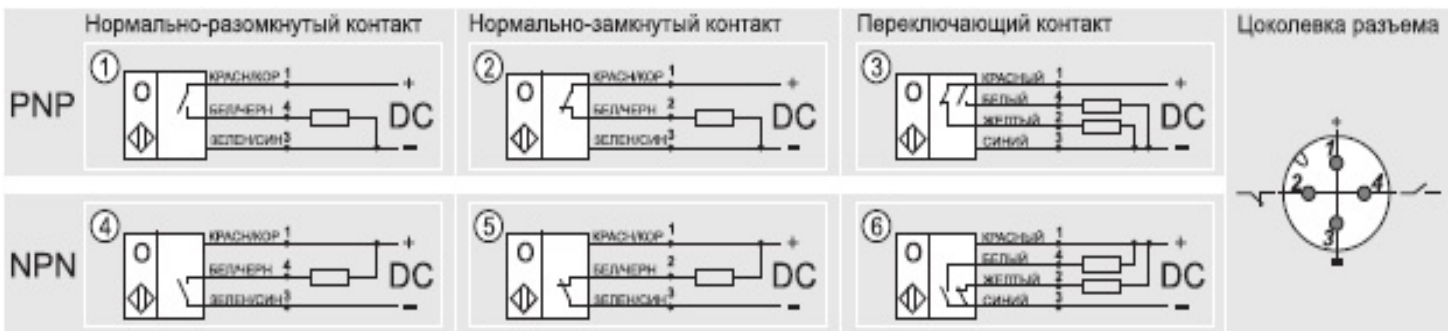 Нормально-разомкнутый контакт
Нормально-замкнутый контакт
Переключающий контакт
Цоколевка разъема
PNP
1
О
КРАСН/КОР 1
+
БЕЛ/ЧЕРН 4
DC
ЗЕЛЕН/СИН 3
-
2
О
КРАСН/КОР 1
+
БЕЛ/ЧЕРН 2
DC
ЗЕЛЕН/СИН 3
-
3
О
КРАСНЫЙ 1
+
БЕЛЫЙ 4
ЖЕЛТЫЙ 2
DC
СИНИЙ 3
-
+
1
2
4
3
-
NPN
4
О
КРАСН/КОР 1
+
БЕЛ/ЧЕРН 4
DC
ЗЕЛЕН/СИН 3
-
5
О
КРАСН/КОР 1
+
БЕЛ/ЧЕРН 2
DC
ЗЕЛЕН/СИН 3
-
6
О
КРАСНЫЙ 1
+
БЕЛЫЙ 4
ЖЕЛТЫЙ 2
DC
СИНИЙ 3
-